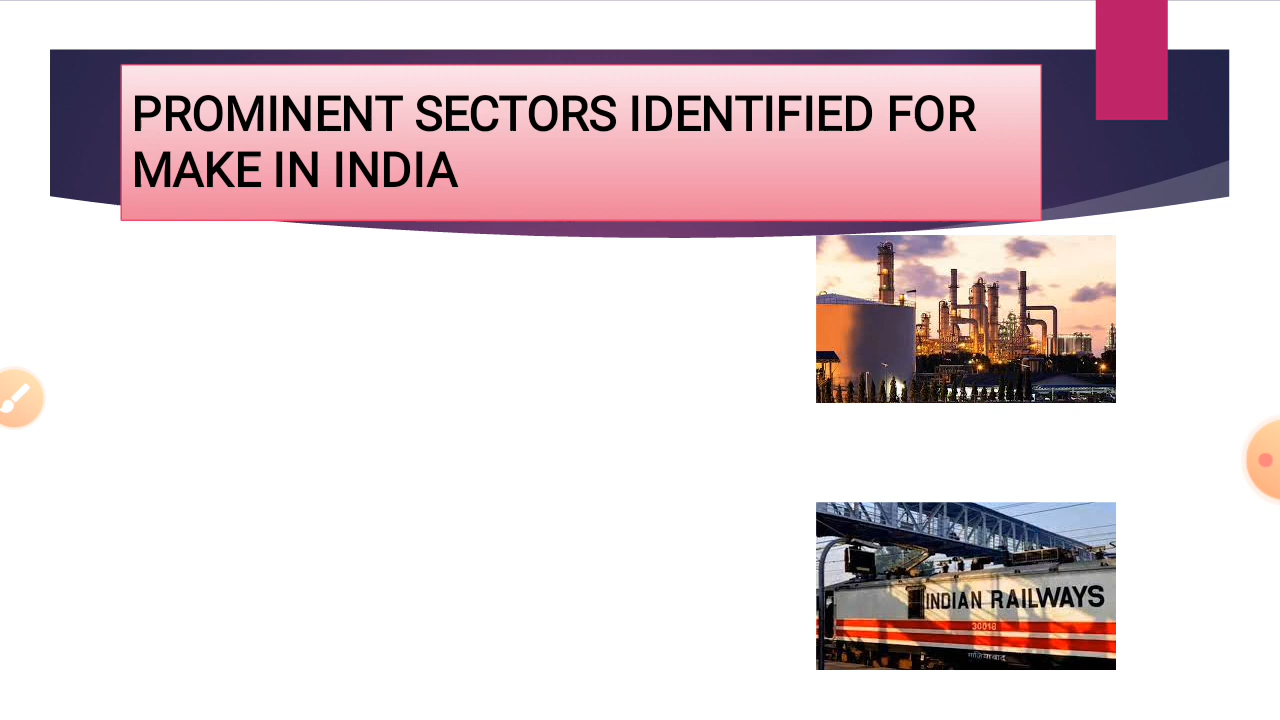 PROMINENT SECTORS IDENTIFIED FOR
MAKE IN INDIA
INDIAN RAILWAYS
30018
गाज़ियाबाद